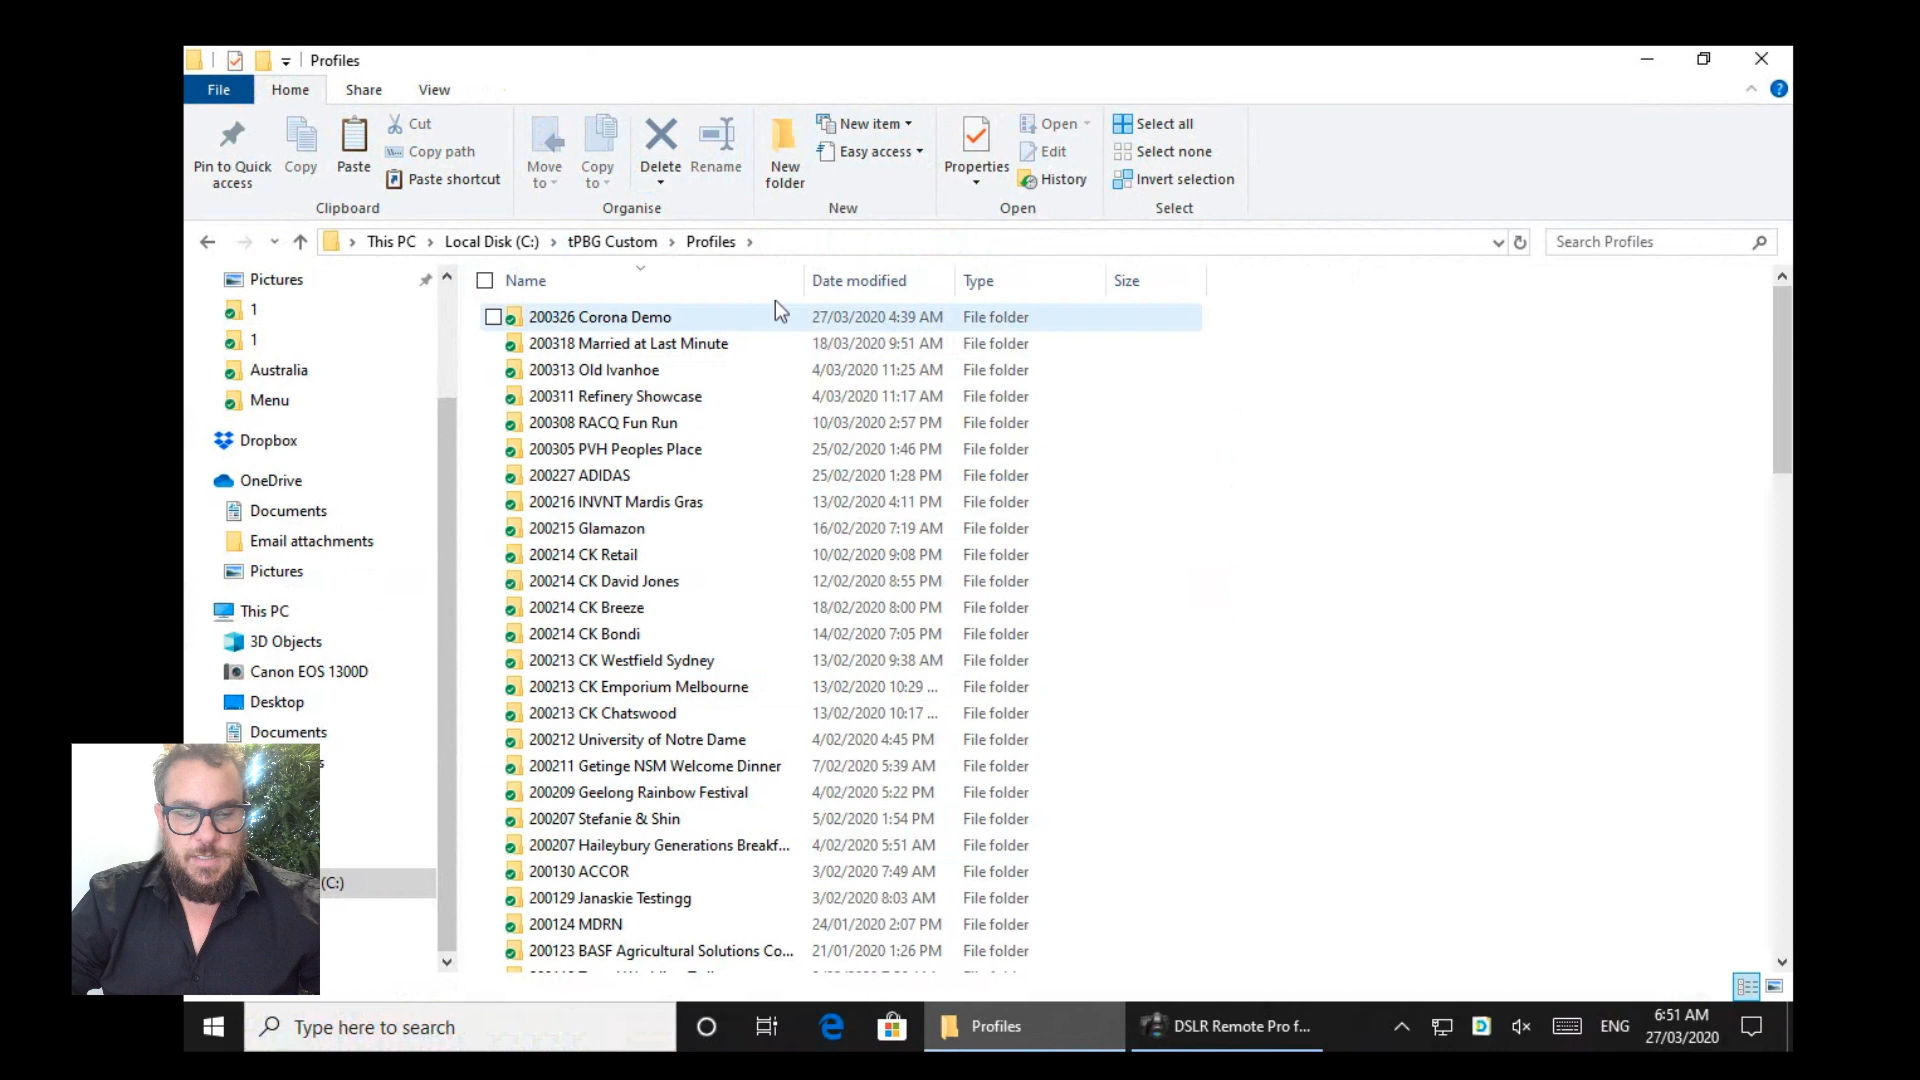 Profiles
File Home Share View
Pin to Quick access
Copy
Paste
Cut
Copy path
Paste shortcut
Clipboard
Move to
Copy to
Delete
Rename
Organise
New folder
New item
Easy access
New
Properties
Open
Edit
History
Open
Select all
Select none
Invert selection
Select
This PC > Local Disk (C:) > tPBG Custom > Profiles >
Search Profiles
Pictures
1
1
Australia
Menu
Dropbox
OneDrive
Documents
Email attachments
Pictures
This PC
3D Objects
Canon EOS 1300D
Desktop
Documents
(C:)
Name Date modified Type Size
200326 Corona Demo 27/03/2020 4:39 AM File folder
200318 Married at Last Minute 18/03/2020 9:51 AM File folder
200313 Old Ivanhoe 4/03/2020 11:25 AM File folder
200311 Refinery Showcase 4/03/2020 11:17 AM File folder
200308 RACQ Fun Run 10/03/2020 2:57 PM File folder
200305 PVH Peoples Place 25/02/2020 1:46 PM File folder
200227 ADIDAS 25/02/2020 1:28 PM File folder
200216 INVNT Mardis Gras 13/02/2020 4:11 PM File folder
200215 Glamazon 16/02/2020 7:19 AM File folder
200214 CK Retail 10/02/2020 9:08 PM File folder
200214 CK David Jones 12/02/2020 8:55 PM File folder
200214 CK Breeze 18/02/2020 8:00 PM File folder
200214 CK Bondi 14/02/2020 7:05 PM File folder
200213 CK Westfield Sydney 13/02/2020 9:38 AM File folder
200213 CK Emporium Melbourne 13/02/2020 10:29 ... File folder
200213 CK Chatswood 13/02/2020 10:17 ... File folder
200212 University of Notre Dame 4/02/2020 4:45 PM File folder
200211 Getinge NSM Welcome Dinner 7/02/2020 5:39 AM File folder
200209 Geelong Rainbow Festival 4/02/2020 5:22 PM File folder
200207 Stefanie & Shin 5/02/2020 1:54 PM File folder
200207 Haileybury Generations Breakf... 4/02/2020 5:51 AM File folder
200130 ACCOR 3/02/2020 7:49 AM File folder
200129 Janaskie Testingg 3/02/2020 8:03 AM File folder
200124 MDRN 24/01/2020 2:07 PM File folder
200123 BASF Agricultural Solutions Co... 21/01/2020 1:26 PM File folder
Type here to search
Profiles
DSLR Remote Pro f...
ENG
6:51 AM
27/03/2020